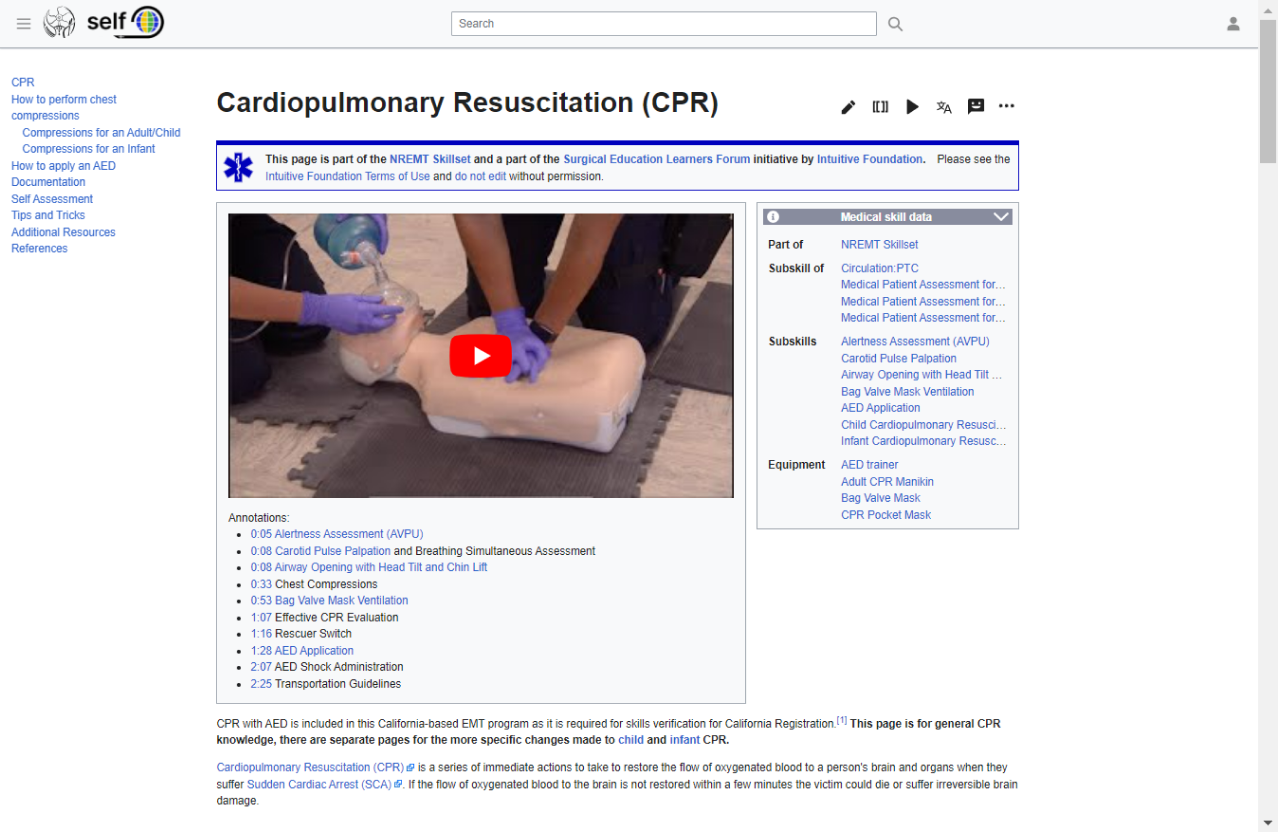 self
Search
CPR
How to perform chest
compressions
Compressions for an Adult/Child
Compressions for an Infant
How to apply an AED
Documentation
Self Assessment
Tips and Tricks
Additional Resources
References
Cardiopulmonary Resuscitation (CPR)
This page is part of the NREMT Skillset and a part of the Surgical Education Learners Forum initiative by Intuitive Foundation. Please see the
Intuitive Foundation Terms of Use and do not edit without permission.
Annotations:
0:05 Alertness Assessment (AVPU)
0:08 Carotid Pulse Palpation and Breathing Simultaneous Assessment
0:08 Airway Opening with Head Tilt and Chin Lift
0:33 Chest Compressions
0:53 Bag Valve Mask Ventilation
1:07 Effective CPR Evaluation
1:16 Rescuer Switch
1:28 AED Application
2:07 AED Shock Administration
2:25 Transportation Guidelines
Medical skill data
Part of NREMT Skillset
Subskill of Circulation:PTC
Medical Patient Assessment for...
Medical Patient Assessment for...
Medical Patient Assessment for...
Subskills Alertness Assessment (AVPU)
Carotid Pulse Palpation
Airway Opening with Head Tilt ...
Bag Valve Mask Ventilation
AED Application
Child Cardiopulmonary Resusci...
Infant Cardiopulmonary Resusc...
Equipment AED trainer
Adult CPR Manikin
Bag Valve Mask
CPR Pocket Mask
CPR with AED is included in this California-based EMT program as it is required for skills verification for California Registration.[1] This page is for general CPR
knowledge, there are separate pages for the more specific changes made to child and infant CPR.
Cardiopulmonary Resuscitation (CPR) is a series of immediate actions to take to restore the flow of oxygenated blood to a person's brain and organs when they
suffer Sudden Cardiac Arrest (SCA). If the flow of oxygenated blood to the brain is not restored within a few minutes the victim could die or suffer irreversible brain
damage.